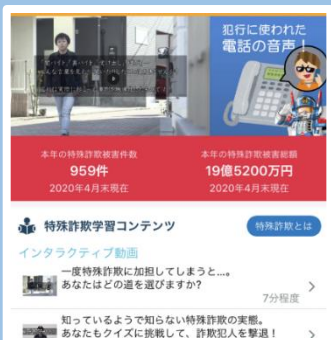 犯行に使われた
電話の音声！
本年の特殊詐欺被害件数
959件
2020年4月末現在
本年の特殊詐欺被害総額
19億5200万円
2020年4月末現在
特殊詐欺学習コンテンツ
特殊詐欺とは
インタラクティブ動画
一度特殊詐欺に加担してしまうと...。
あなたはどの道を選びますか?
7分程度
知っているようで知らない特殊詐欺の実態。
あなたもクイズに挑戦して、詐欺犯人を撃退！